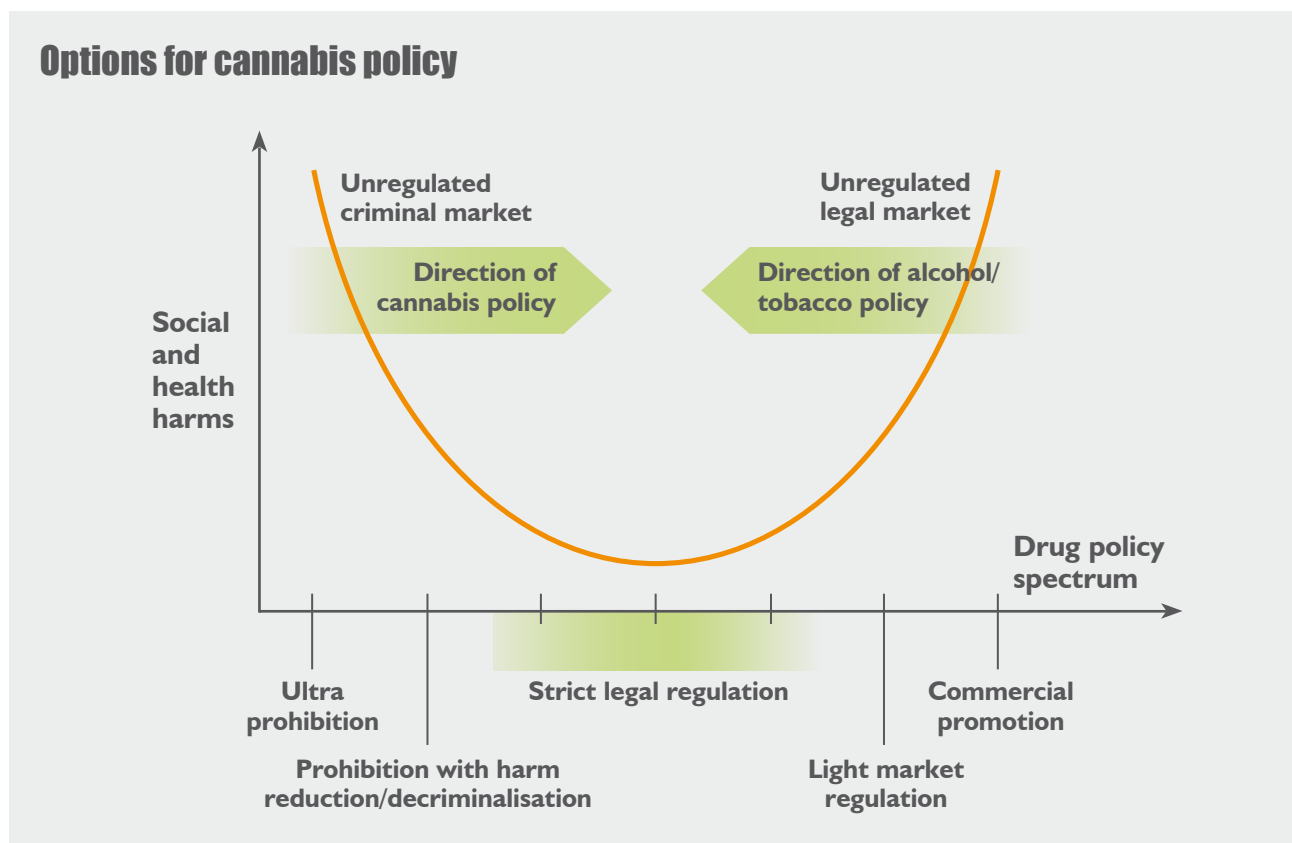 Options for cannabis policy
Unregulated
criminal market
Unregulated
legal market
Direction of
cannabis policy
Direction of alcohol/
tobacco policy
Social
and
health
harms
Drug policy
spectrum
Ultra
prohibition
Strict legal regulation
Commercial
promotion
Prohibition with harm
reduction/decriminalisation
Light market
regulation